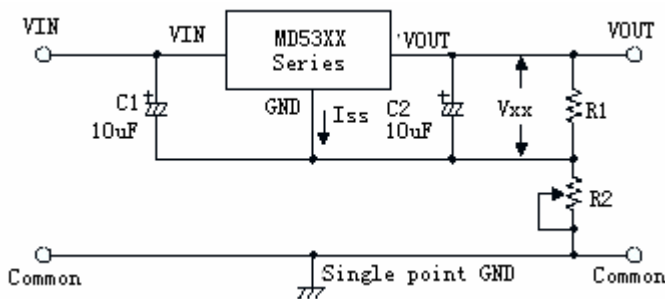 VIN
VIN
MD53XX
Series
VOUT
VOUT
GND
Iss
C1
10uF
C2
10uF
Vxx
R1
R2
Common
Single point GND
Common